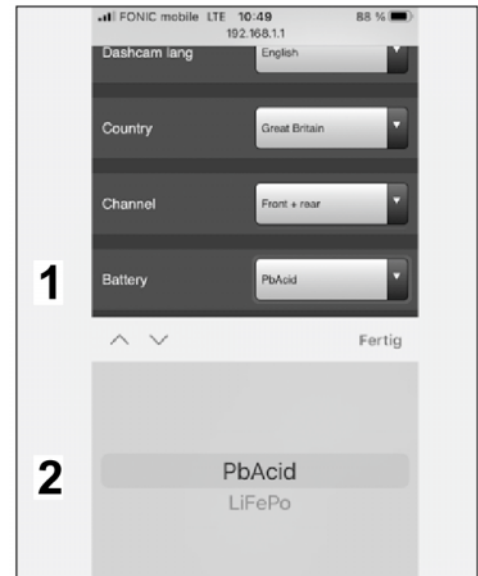 FONIC mobile LTE 10:49 88 %
192.168.1.1
Dashcam lang English
Country Great Britain
Channel Front + rear
1 Battery PbAcid
Fertig
2 PbAcid
LiFePo